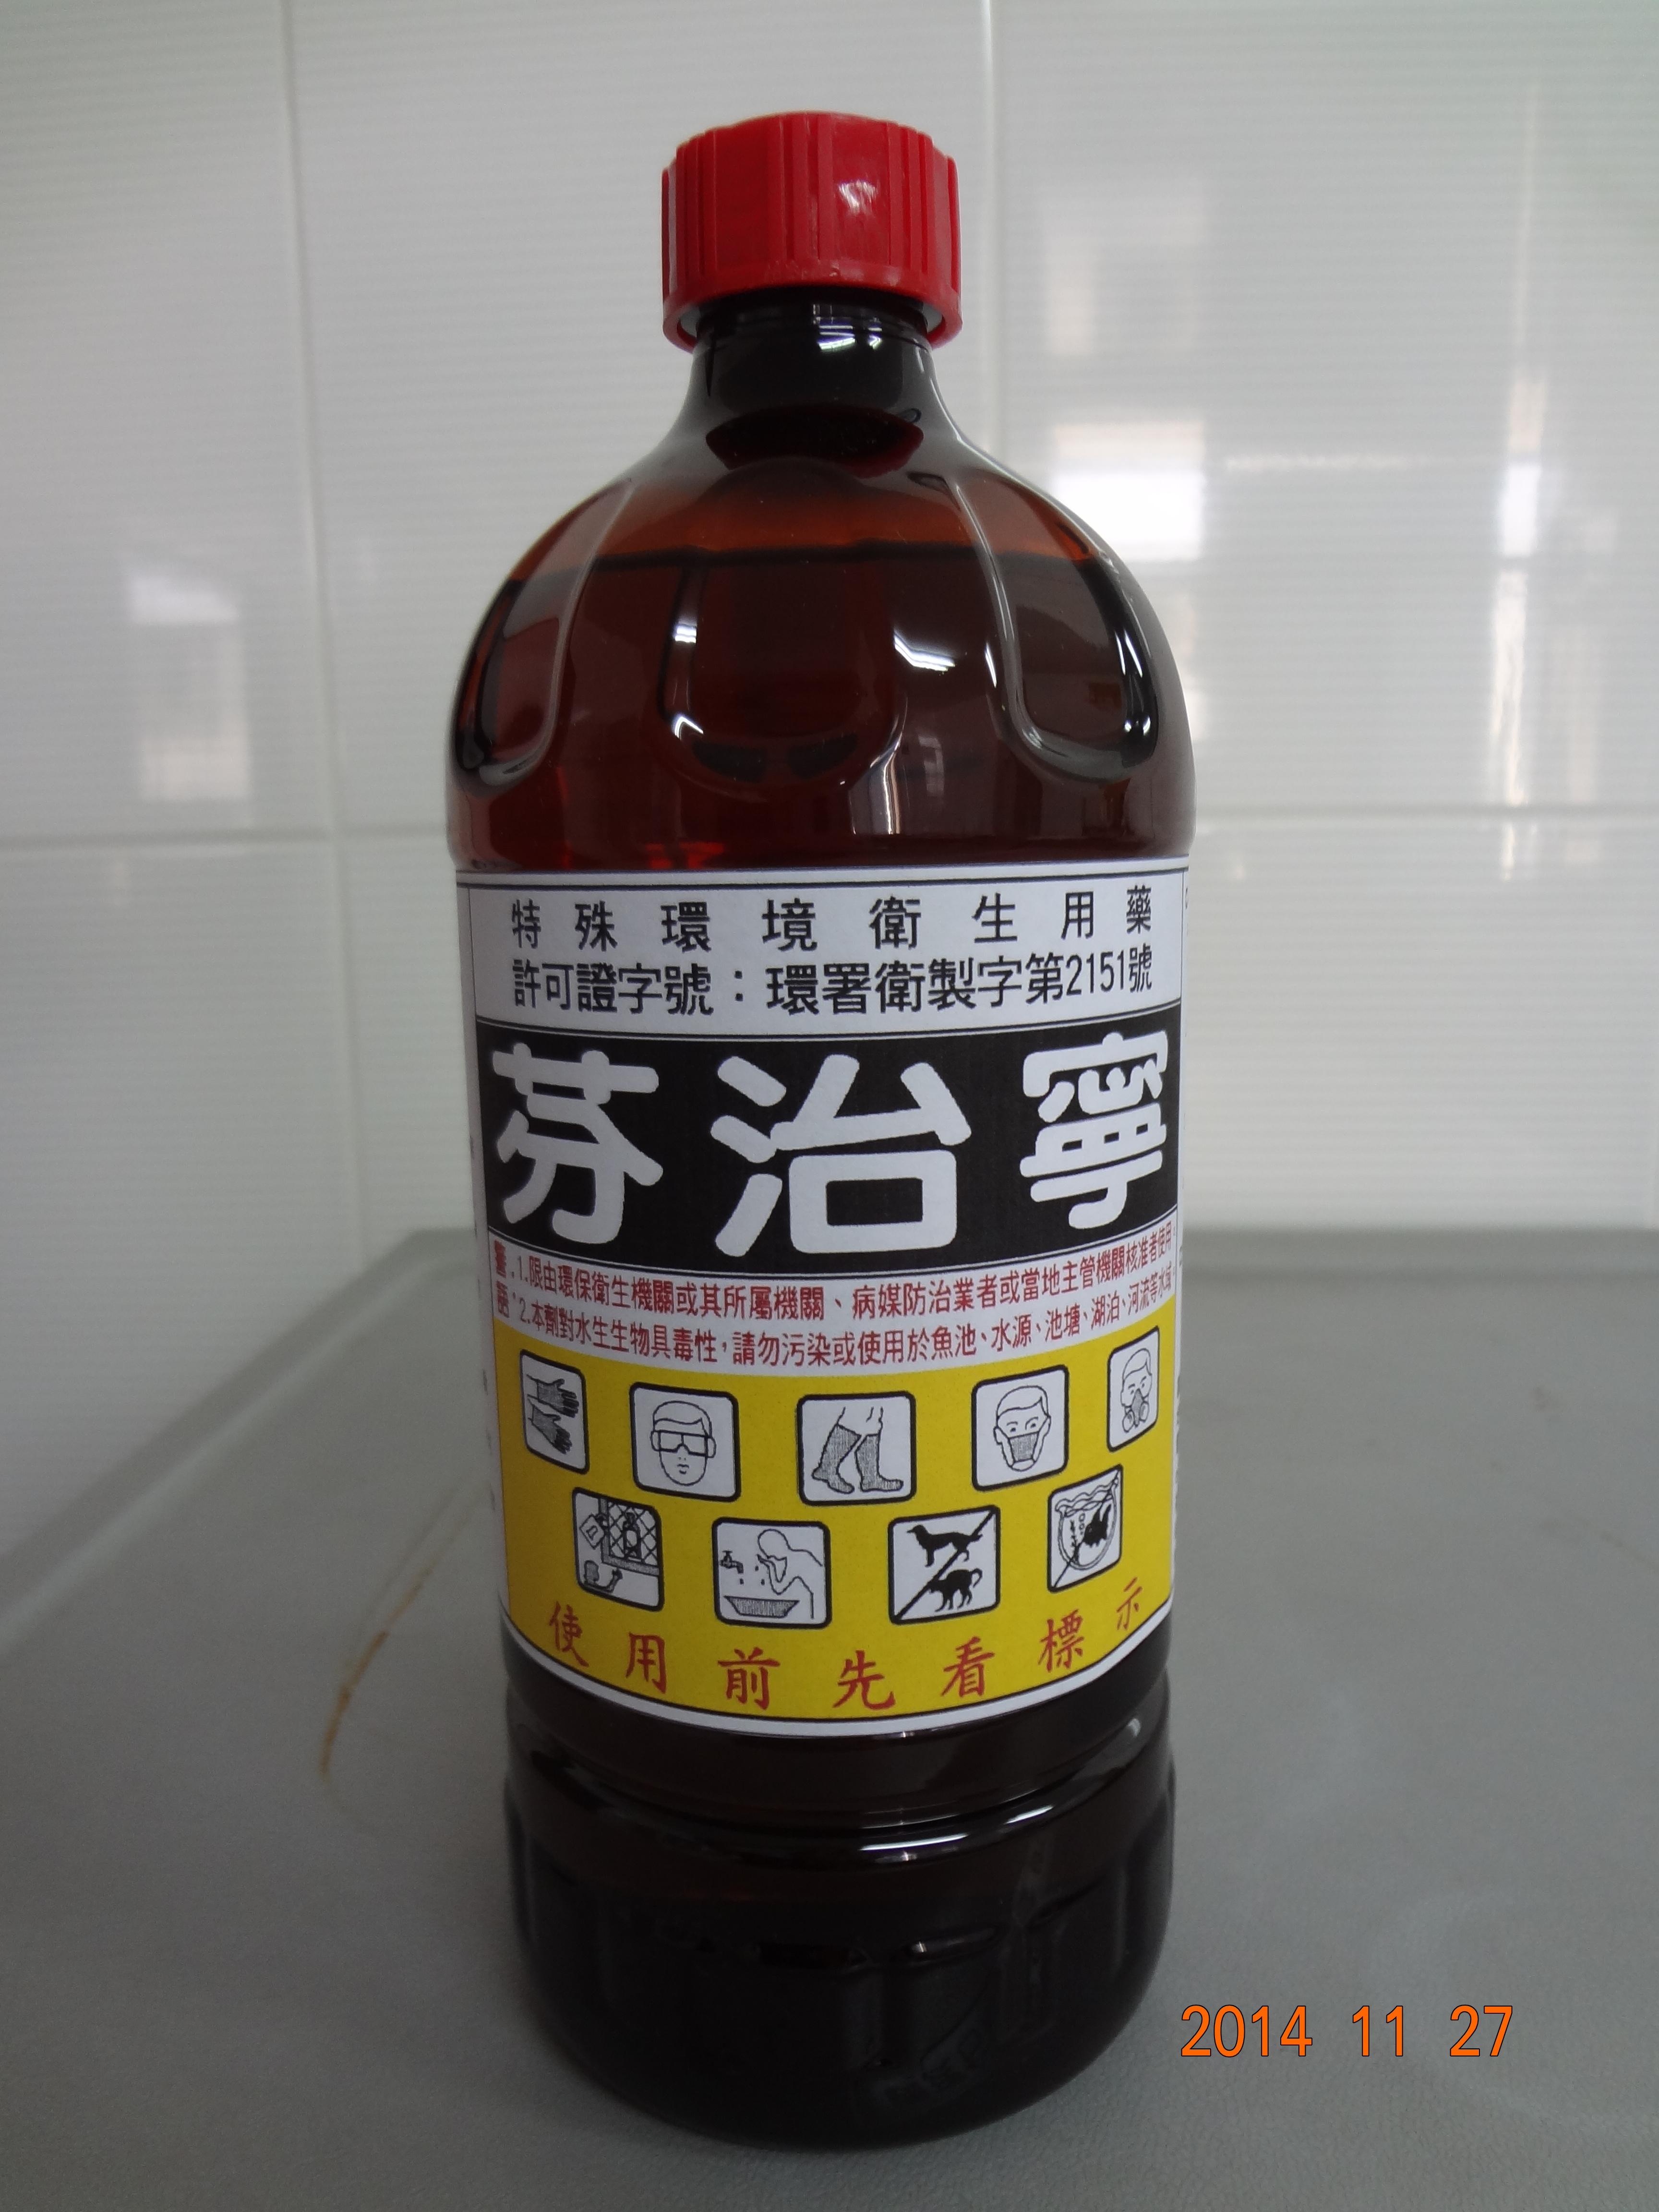 特殊環境衛生用藥
許可證字號：環署衛製字第2151號
芬治寧
警語：1.限由環保衛生機關或其所屬機關、病媒防治業者或當地主管機關核准者使用。
2.本劑對水生生物具毒性，請勿污染或使用於魚池、水源、池塘、湖泊、河流等水域
使用前先看標示
2014 11 27